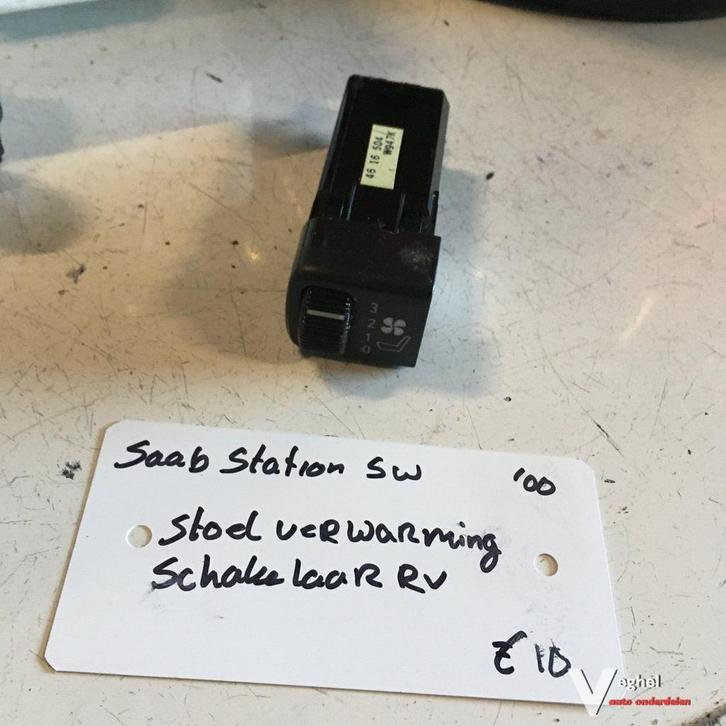 46 16 504
W947K
3
2
1
0
Saab Station SW '00
Stoel verwarming
Schakelaar RV
€ 10
Veghel
auto onderdelen